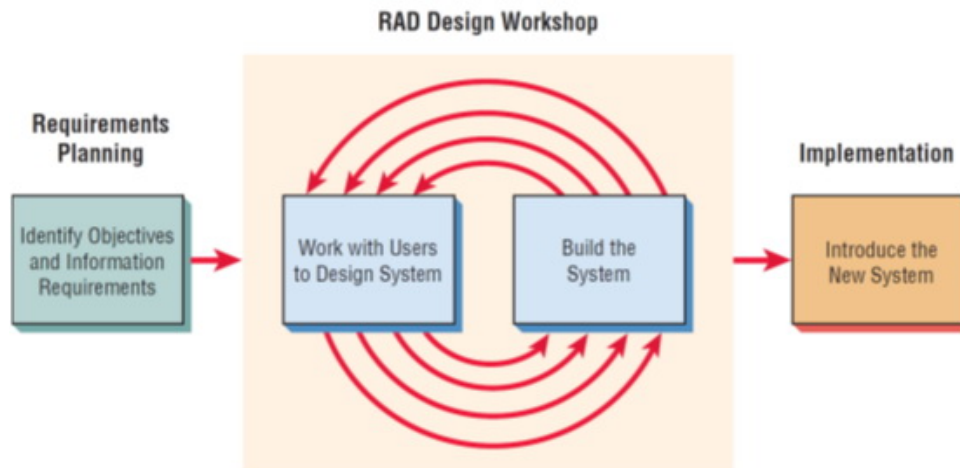 RAD Design Workshop
Requirements
Planning
Identify Objectives
and Information
Requirements
Work with Users
to Design System
Build the
System
Implementation
Introduce the
New System